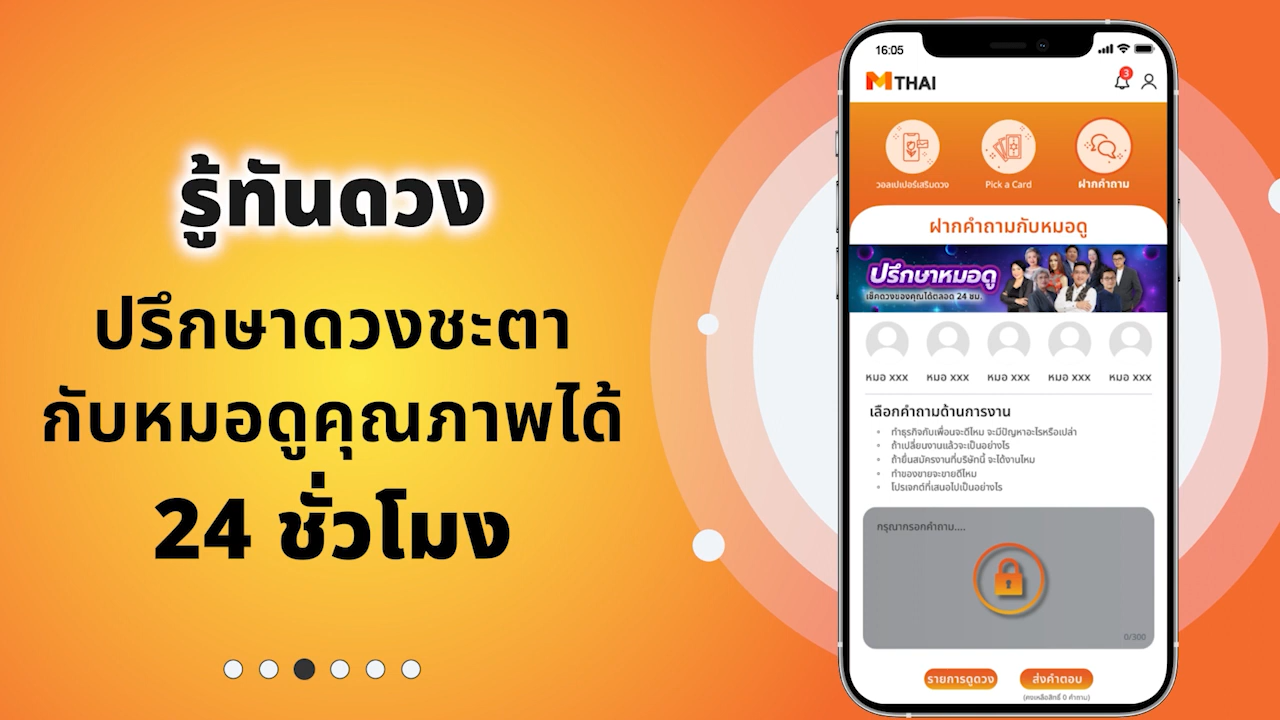 รู้ทันดวง
ปรึกษาดวงชะตา
กับหมอดูคุณภาพได้
24 ชั่วโมง
16:05
MTHAI
3
วอลเปเปอร์เสริมดวง
Pick a Card
ฝากคำถาม
ฝากคำถามกับหมอดู
ปรึกษาหมอดู
เช็คดวงของคุณได้ตลอด 24 ชม.
หมอ xxx หมอ xxx หมอ xxx หมอ xxx หมอ xxx
เลือกคำถามด้านการงาน
• ทำธุรกิจกับเพื่อนจะดีไหม จะมีปัญหาอะไรหรือเปล่า
• ถ้าเปลี่ยนงานแล้วจะเป็นอย่างไร
• ถ้ายื่นสมัครงานที่บริษัทนี้ จะได้งานไหม
• ทำของขายจะขายดีไหม
• โปรเจกต์ที่เสนอไปเป็นอย่างไร
กรุณากรอกคำถาม....
0/300
รายการดูดวง
ส่งคำตอบ
(คงเหลือสิทธิ์ 0 คำถาม)